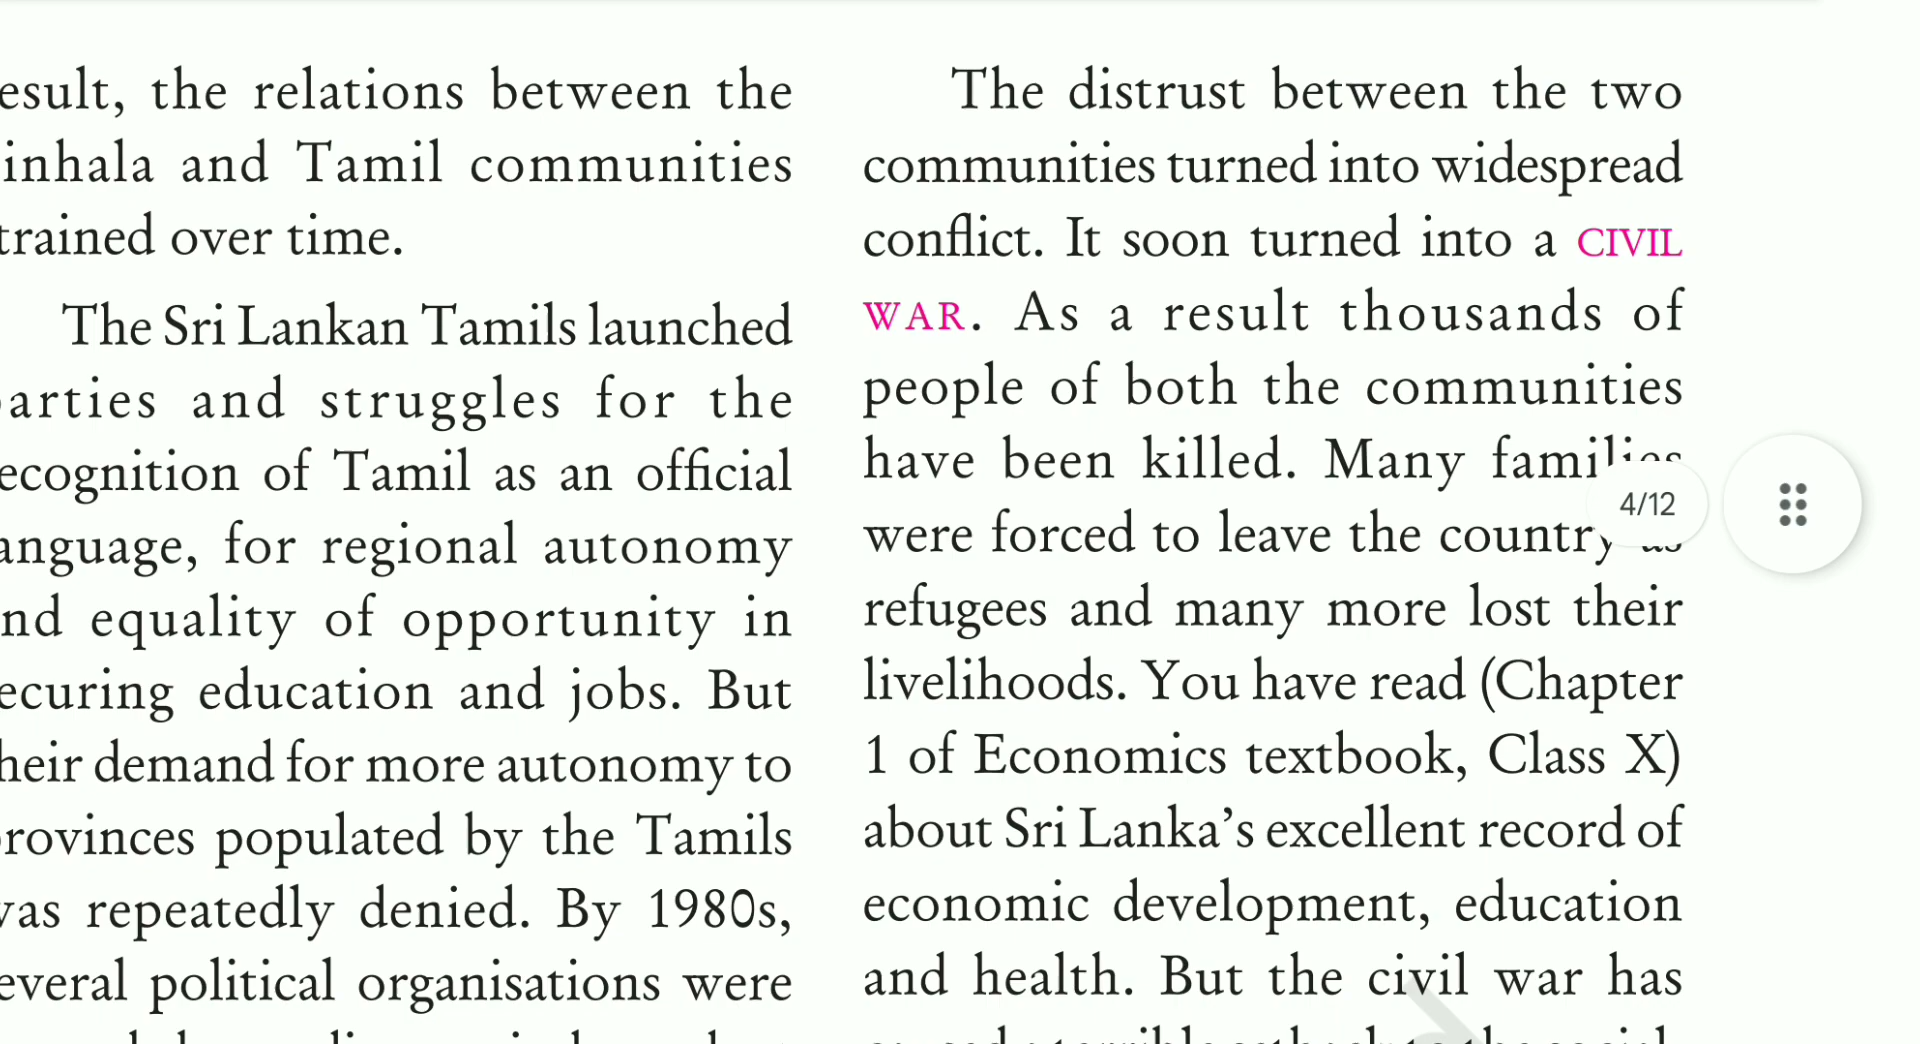 esult, the relations between the
inhala and Tamil communities
trained over time.
The Sri Lankan Tamils launched
arties and struggles for the
ecognition of Tamil as an official
anguage, for regional autonomy
nd equality of opportunity in
ecuring education and jobs. But
heir demand for more autonomy to
rovinces populated by the Tamils
vas repeatedly denied. By 1980s,
everal political organisations were
The distrust between the two
communities turned into widespread
conflict. It soon turned into a CIVIL
WAR. As a result thousands of
people of both the communities
have been killed. Many families
were forced to leave the country as
refugees and many more lost their
livelihoods. You have read (Chapter
1 of Economics textbook, Class X)
about Sri Lanka's excellent record of
economic development, education
and health. But the civil war has
4/12